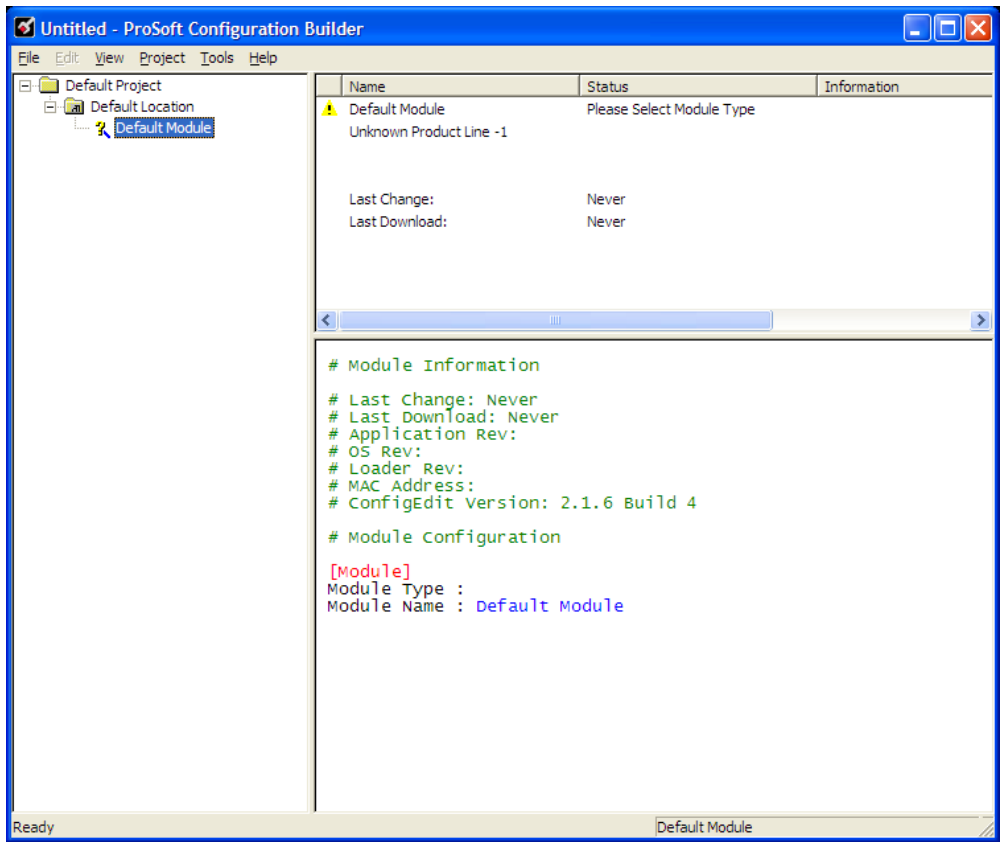 Untitled - ProSoft Configuration Builder
File Edit View Project Tools Help
Default Project
Default Location
Default Module
Name Status Information
Default Module Please Select Module Type
Unknown Product Line -1
Last Change: Never
Last Download: Never
# Module Information
# Last Change: Never
# Last Download: Never
# Application Rev:
# OS Rev:
# Loader Rev:
# MAC Address:
# ConfigEdit Version: 2.1.6 Build 4
# Module Configuration
[Module]
Module Type :
Module Name : Default Module
Ready Default Module